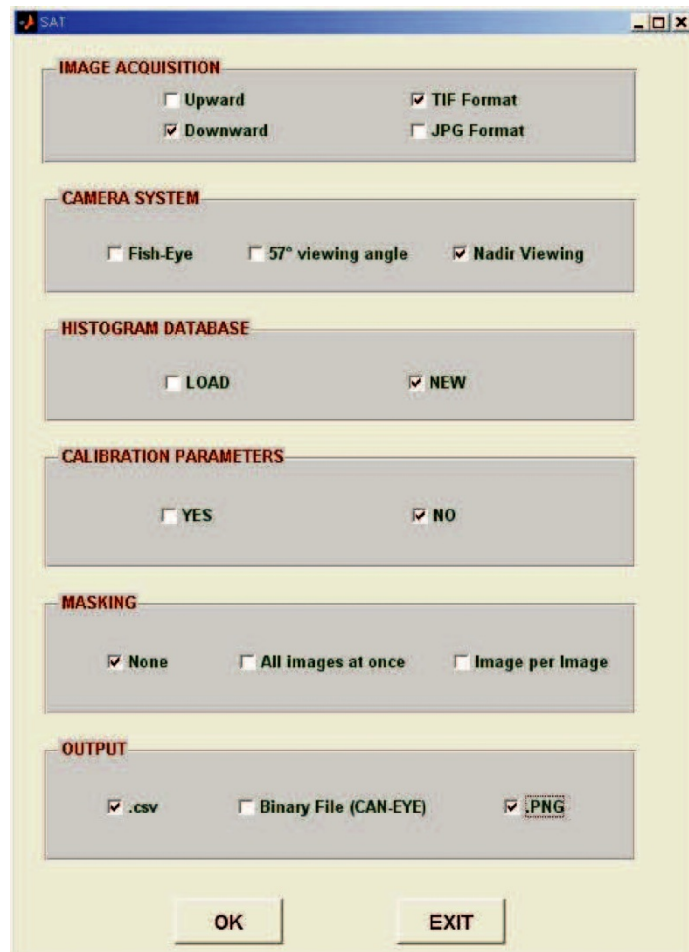 SAT
IMAGE ACQUISITION
Upward
TIF Format
Downward
JPG Format
CAMERA SYSTEM
Fish-Eye
57° viewing angle
Nadir Viewing
HISTOGRAM DATABASE
LOAD
NEW
CALIBRATION PARAMETERS
YES
NO
MASKING
None
All images at once
Image per Image
OUTPUT
.csv
Binary File (CAN-EYE)
.PNG
OK
EXIT